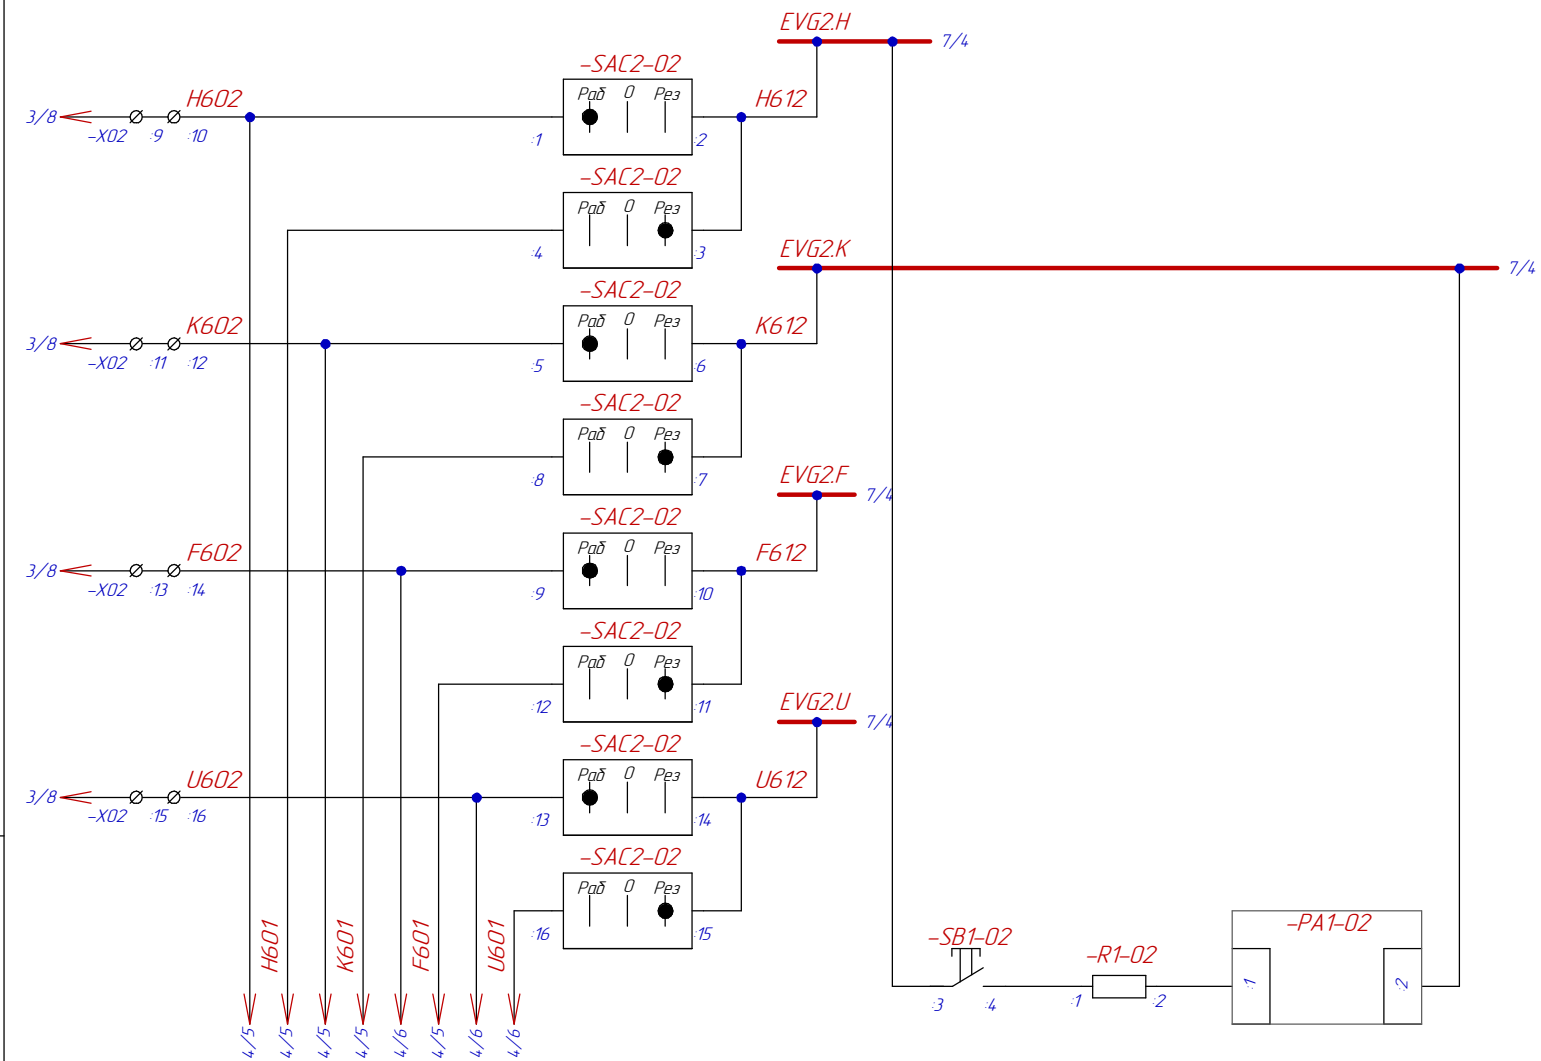 EVG2.H
7/4
-SAC2-02
Раб 0 Рез
H602
H612
3/8
-X02 :9 :10
:1 :2
-SAC2-02
Раб 0 Рез
:4 :3
EVG2.K
7/4
-SAC2-02
Раб 0 Рез
K602
K612
3/8
-X02 :11 :12
:5 :6
-SAC2-02
Раб 0 Рез
:8 :7
EVG2.F
7/4
-SAC2-02
Раб 0 Рез
F602
F612
3/8
-X02 :13 :14
:9 :10
-SAC2-02
Раб 0 Рез
:12 :11
EVG2.U
7/4
-SAC2-02
Раб 0 Рез
U602
U612
3/8
-X02 :15 :16
:13 :14
-SAC2-02
Раб 0 Рез
:16 :15
H601
K601
F601
U601
4/5
4/5
4/5
4/5
4/6
4/5
4/6
4/6
-SB1-02
:3 :4
-R1-02
:1 :2
-PA1-02
:1
:2